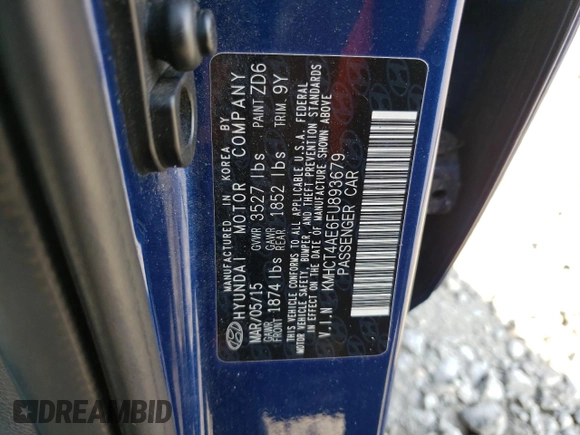 MANUFACTURED IN KOREA BY
HYUNDAI MOTOR COMPANY
MAR/05/15 GVWR 3527 lbs PAINT ZD6
GAWR FRONT 1874 lbs GAWR REAR 1852 lbs TRIM 9Y
THIS VEHICLE CONFORMS TO ALL APPLICABLE U.S.A. FEDERAL
MOTOR VEHICLE SAFETY, BUMPER, AND THEFT PREVENTION STANDARDS
IN EFFECT ON THE DATE OF MANUFACTURE SHOWN ABOVE
V.I.N KMHCT4AE6FU893679
PASSENGER CAR
DREAMBID